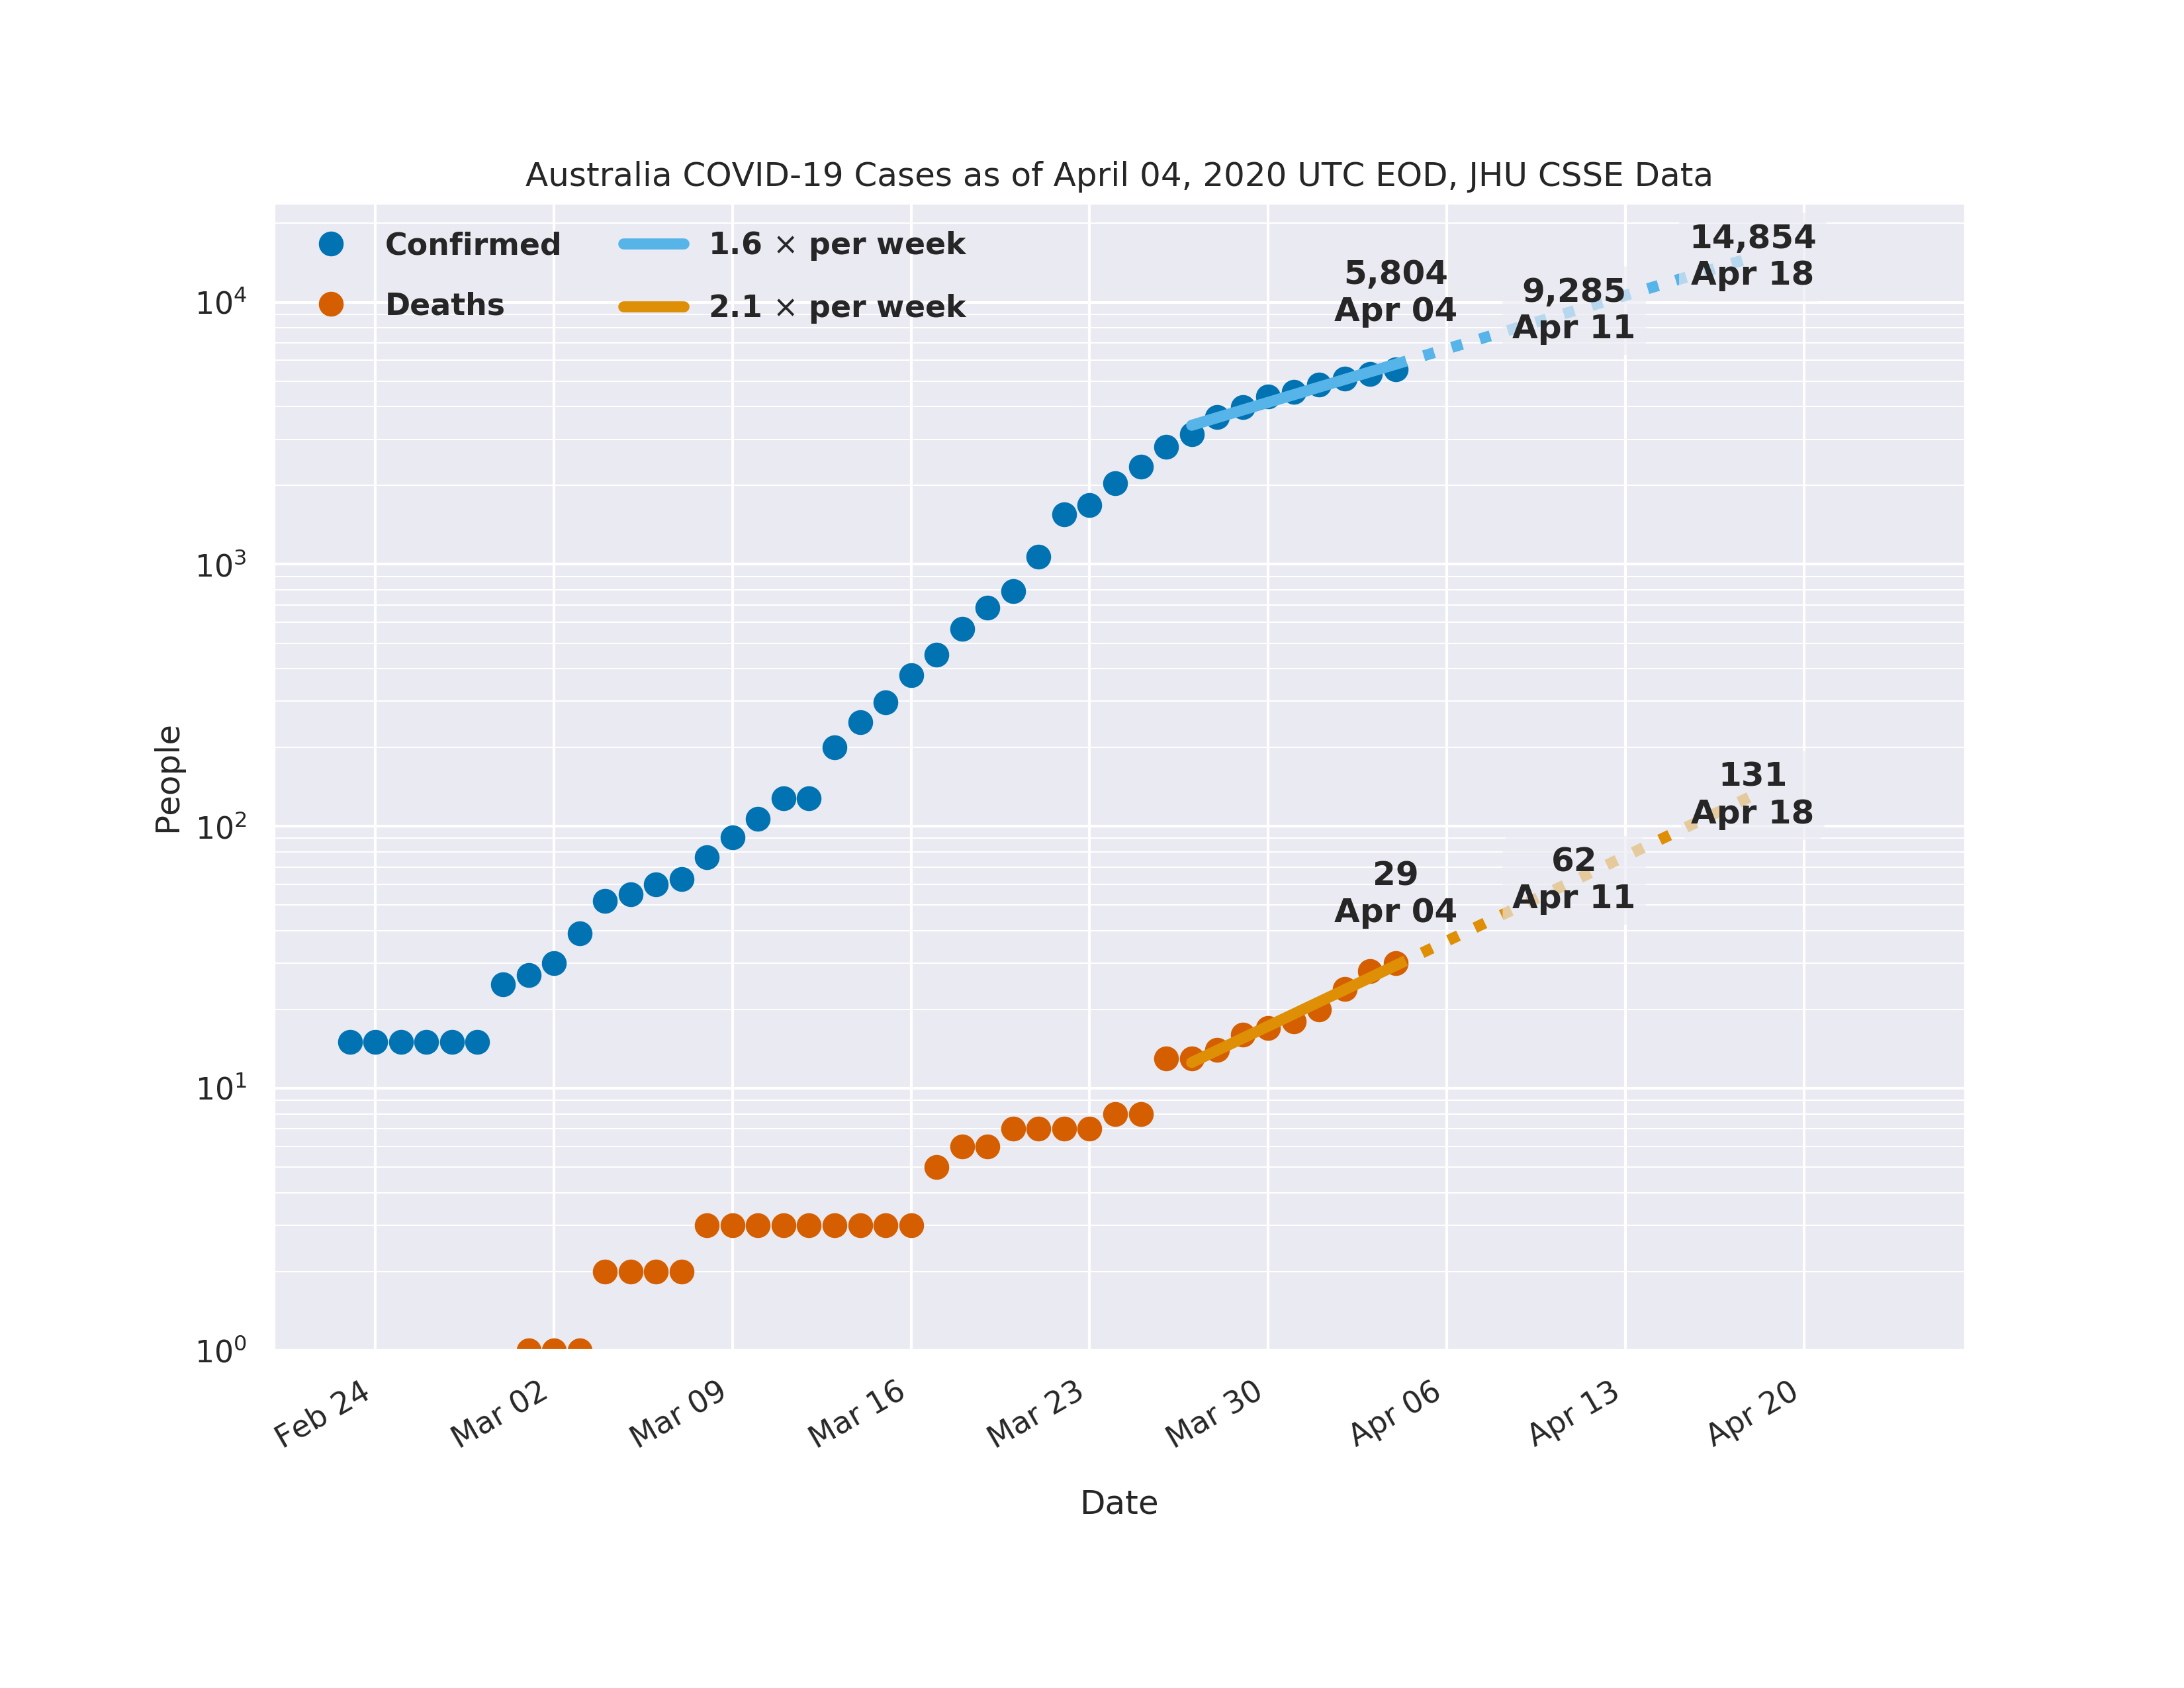 Australia COVID-19 Cases as of April 04, 2020 UTC EOD, JHU CSSE Data
Confirmed
Deaths
1.6 × per week
2.1 × per week
14,854
Apr 18
5,804
Apr 04
9,285
Apr 11
131
Apr 18
62
Apr 11
29
Apr 04
People
10⁴
10³
10²
10¹
10⁰
Feb 24
Mar 02
Mar 09
Mar 16
Mar 23
Mar 30
Apr 06
Apr 13
Apr 20
Date